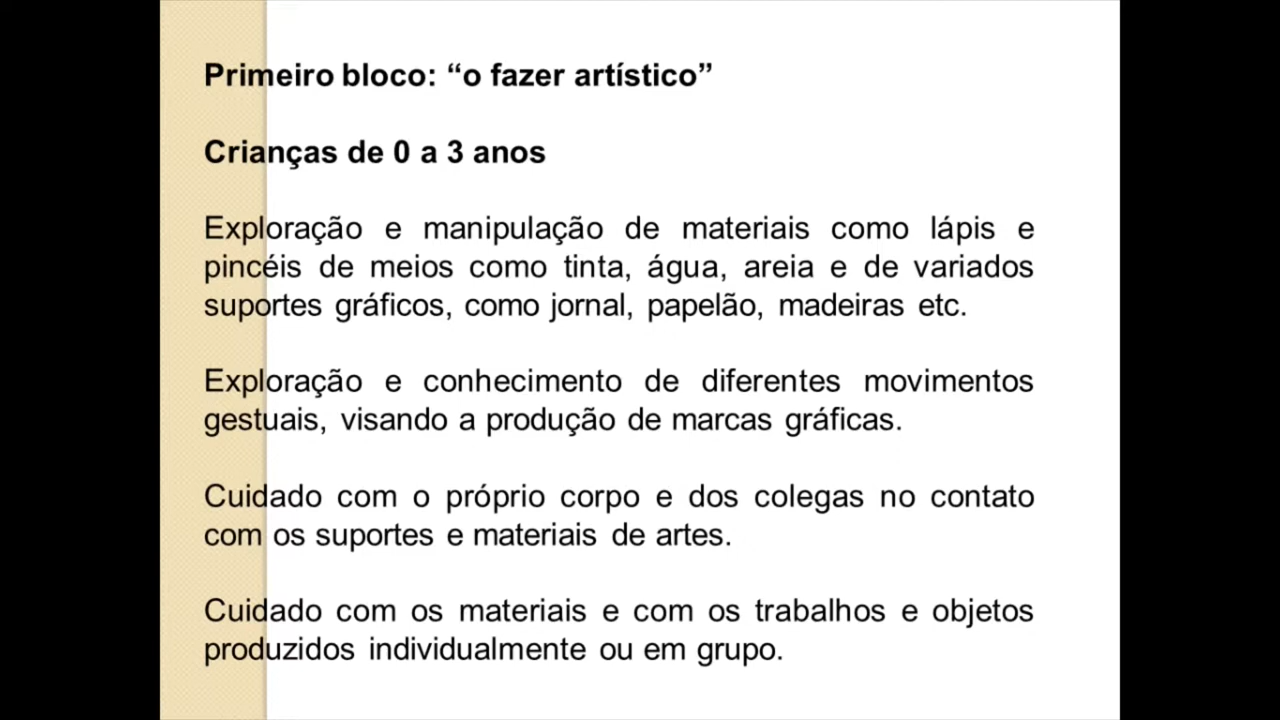 Primeiro bloco: “o fazer artístico”
Crianças de 0 a 3 anos
Exploração e manipulação de materiais como lápis e
pincéis de meios como tinta, água, areia e de variados
suportes gráficos, como jornal, papelão, madeiras etc.
Exploração e conhecimento de diferentes movimentos
gestuais, visando a produção de marcas gráficas.
Cuidado com o próprio corpo e dos colegas no contato
com os suportes e materiais de artes.
Cuidado com os materiais e com os trabalhos e objetos
produzidos individualmente ou em grupo.